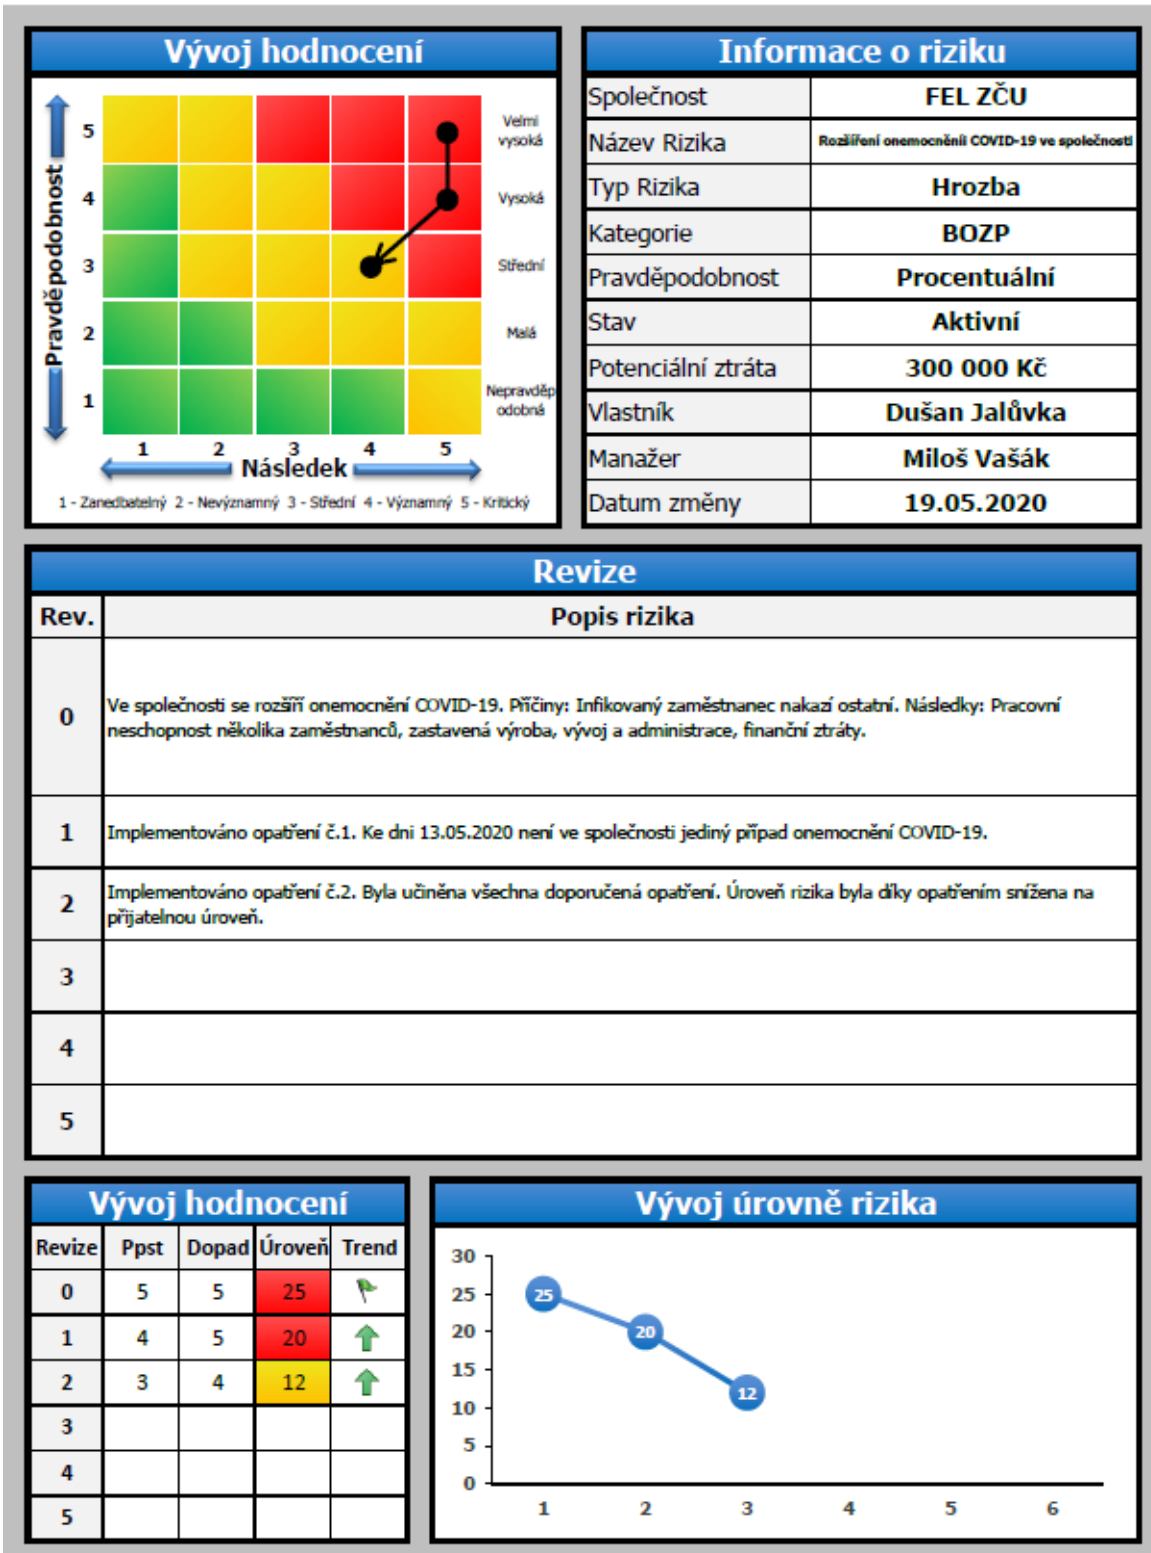 Vývoj hodnocení
Pravděpodobnost
5
4
3
2
1
Velmi
vysoká
Vysoká
Střední
Malá
Nepravděp
odobná
1 2 3 4 5
Následek
1 - Zanedbatelný 2 - Nevýznamný 3 - Střední 4 - Významný 5 - Kritický
Informace o riziku
Společnost FEL ZČU
Název Rizika Rozšíření onemocněnií COVID-19 ve společnosti
Typ Rizika Hrozba
Kategorie BOZP
Pravděpodobnost Procentuální
Stav Aktivní
Potenciální ztráta 300 000 Kč
Vlastník Dušan Jalůvka
Manažer Miloš Vašák
Datum změny 19.05.2020
Revize
Rev. Popis rizika
0 Ve společnosti se rozšíří onemocnění COVID-19. Příčiny: Infikovaný zaměstnanec nakazí ostatní. Následky: Pracovní
neschopnost několika zaměstnanců, zastavená výroba, vývoj a administrace, finanční ztráty.
1 Implementováno opatření č.1. Ke dni 13.05.2020 není ve společnosti jediný případ onemocnění COVID-19.
2 Implementováno opatření č.2. Byla učiněna všechna doporučená opatření. Úroveň rizika byla díky opatřením snížena na
přijatelnou úroveň.
3
4
5
Vývoj hodnocení
Revize Ppst Dopad Úroveň Trend
0 5 5 25
1 4 5 20
2 3 4 12
3
4
5
Vývoj úrovně rizika
30
25
20
15
10
5
0
25
20
12
1 2 3 4 5 6